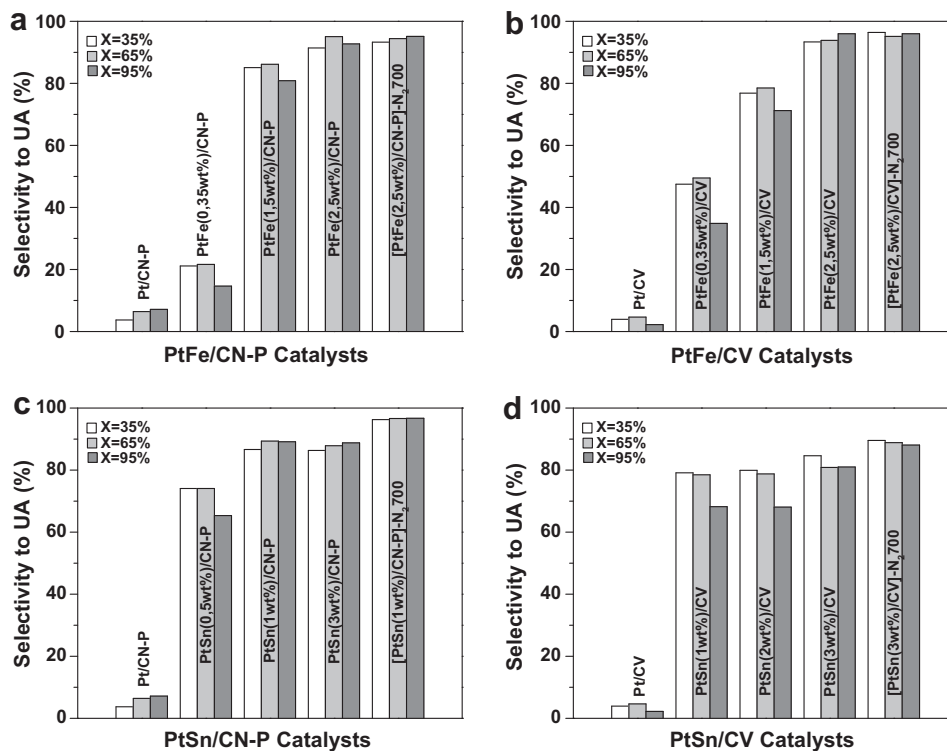 a
Selectivity to UA (%)
100
80
60
40
20
0
X=35%
X=65%
X=95%
Pt/CN-P
PtFe(0,35wt%)/CN-P
PtFe(1,5wt%)/CN-P
PtFe(2,5wt%)/CN-P
[PtFe(2,5wt%)/CN-P]-N₂700
PtFe/CN-P Catalysts
b
Selectivity to UA (%)
100
80
60
40
20
0
X=35%
X=65%
X=95%
Pt/CV
PtFe(0,35wt%)/CV
PtFe(1,5wt%)/CV
PtFe(2,5wt%)/CV
[PtFe(2,5wt%)/CV]-N₂700
PtFe/CV Catalysts
c
Selectivity to UA (%)
100
80
60
40
20
0
X=35%
X=65%
X=95%
Pt/CN-P
PtSn(0,5wt%)/CN-P
PtSn(1wt%)/CN-P
PtSn(3wt%)/CN-P
[PtSn(1wt%)/CN-P]-N₂700
PtSn/CN-P Catalysts
d
Selectivity to UA (%)
100
80
60
40
20
0
X=35%
X=65%
X=95%
Pt/CV
PtSn(1wt%)/CV
PtSn(2wt%)/CV
PtSn(3wt%)/CV
[PtSn(3wt%)/CV]-N₂700
PtSn/CV Catalysts